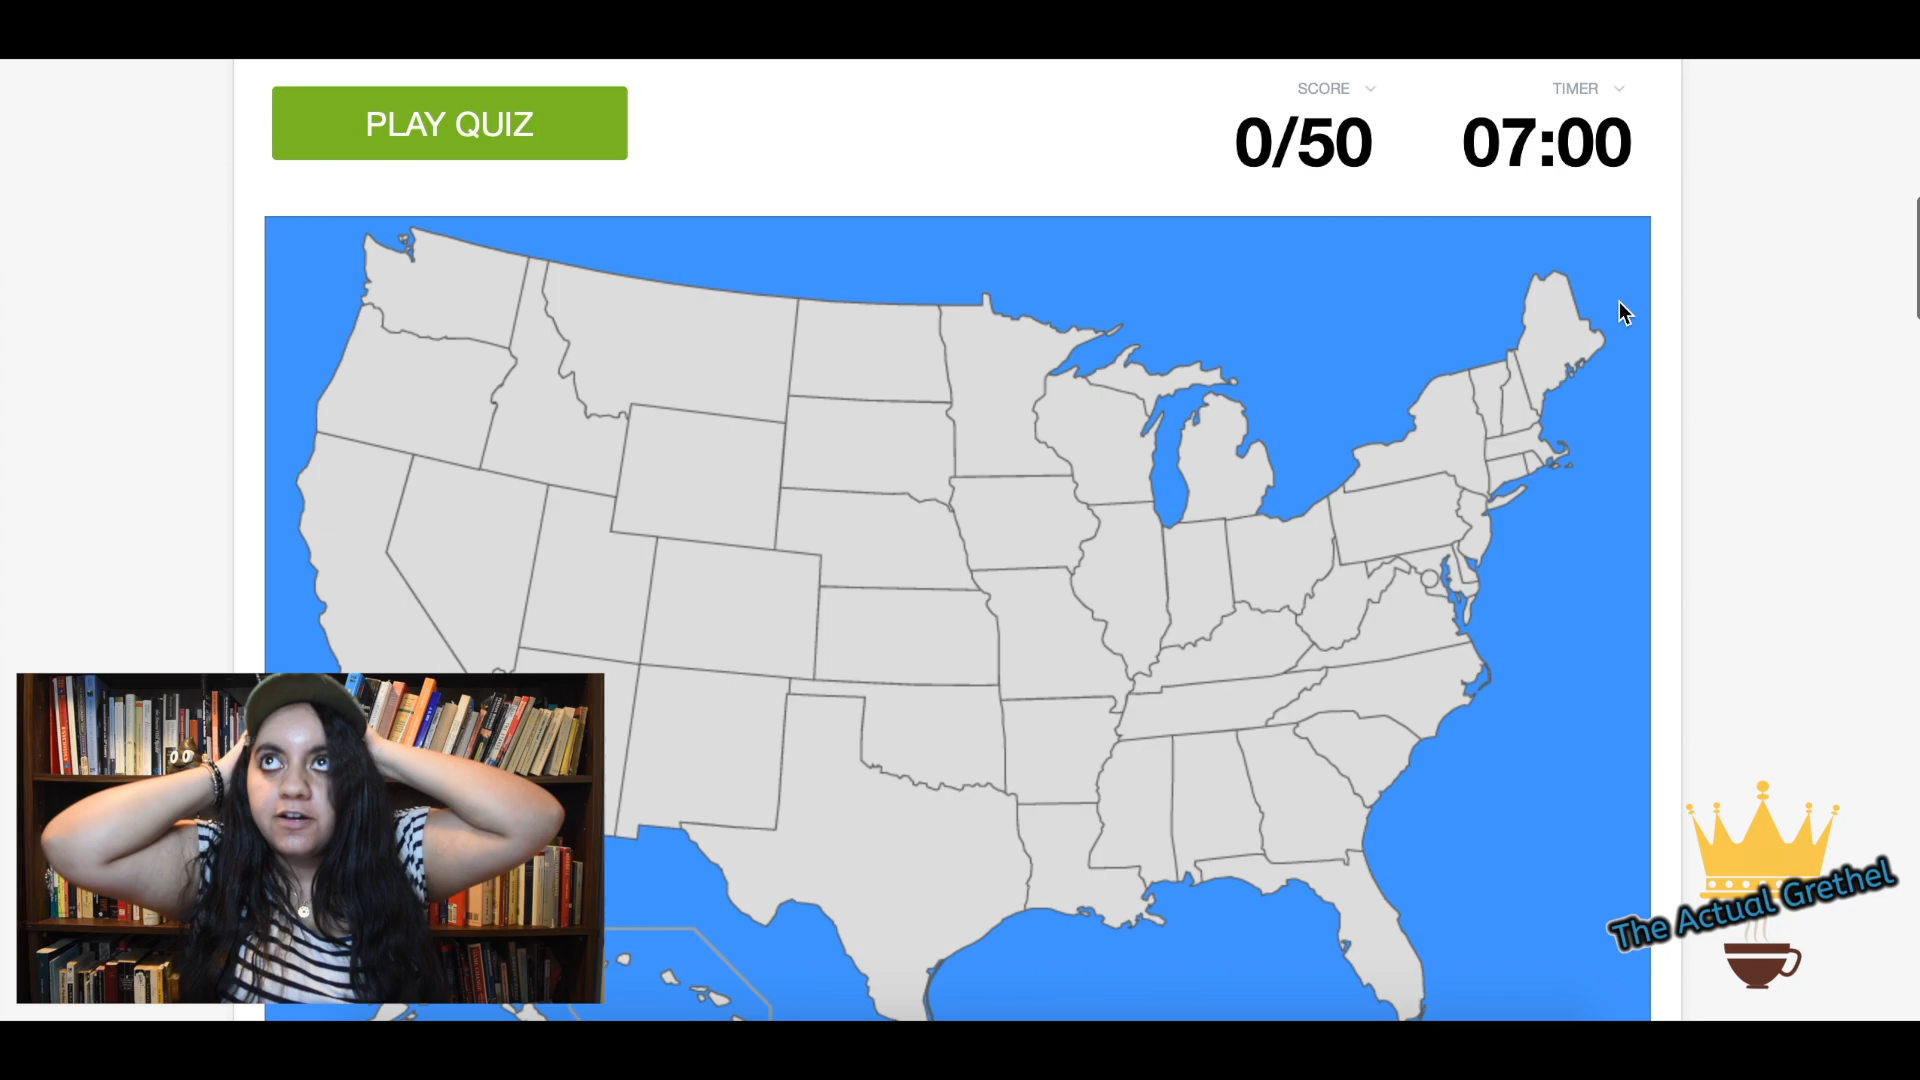 PLAY QUIZ
SCORE
TIMER
0/50
07:00
The Actual Grethel